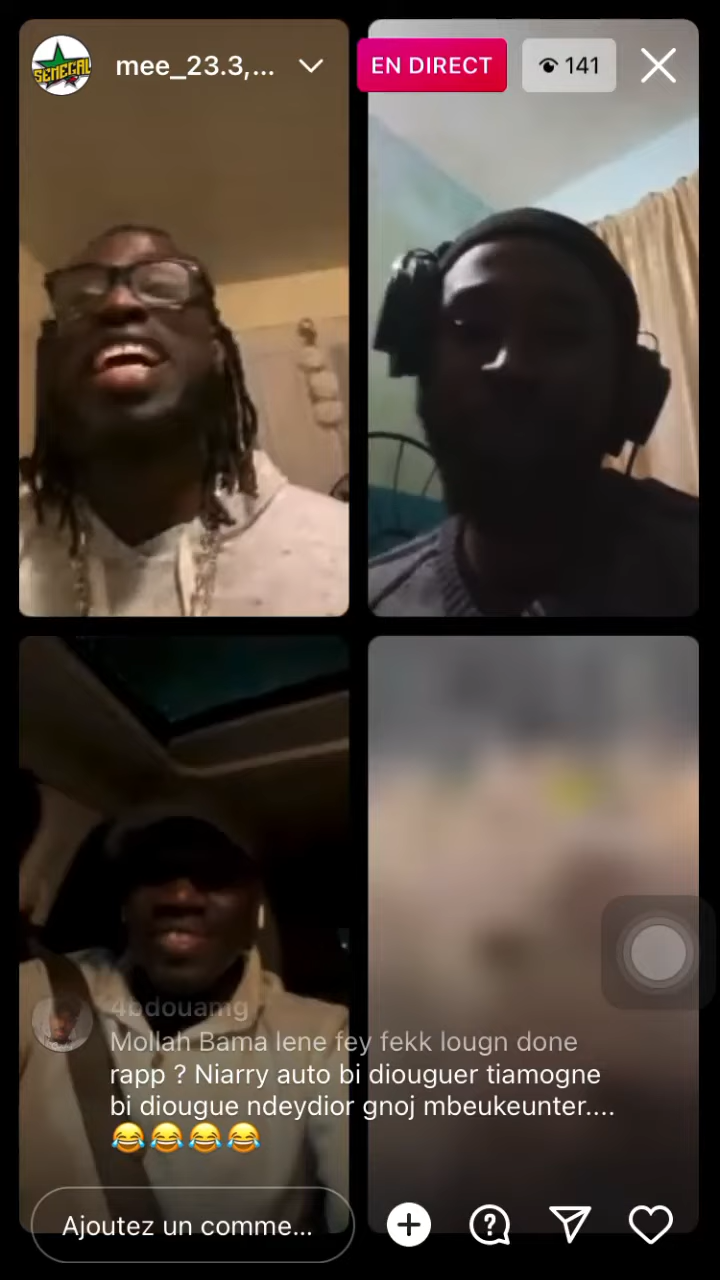 SENEGAL
mee_23.3,...
EN DIRECT
141
4bdouamg
Mollah Bama lene fey fekk lougn done
rapp ? Niarry auto bi diouguer tiamogne
bi diougue ndeydior gnoj mbeukeunter....
😂😂😂😂
Ajoutez un comme...